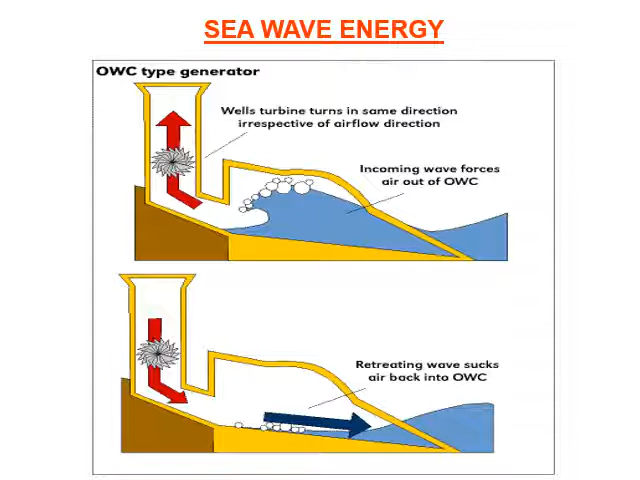 SEA WAVE ENERGY
OWC type generator
Wells turbine turns in same direction
irrespective of airflow direction
Incoming wave forces
air out of OWC
Retreating wave sucks
air back into OWC